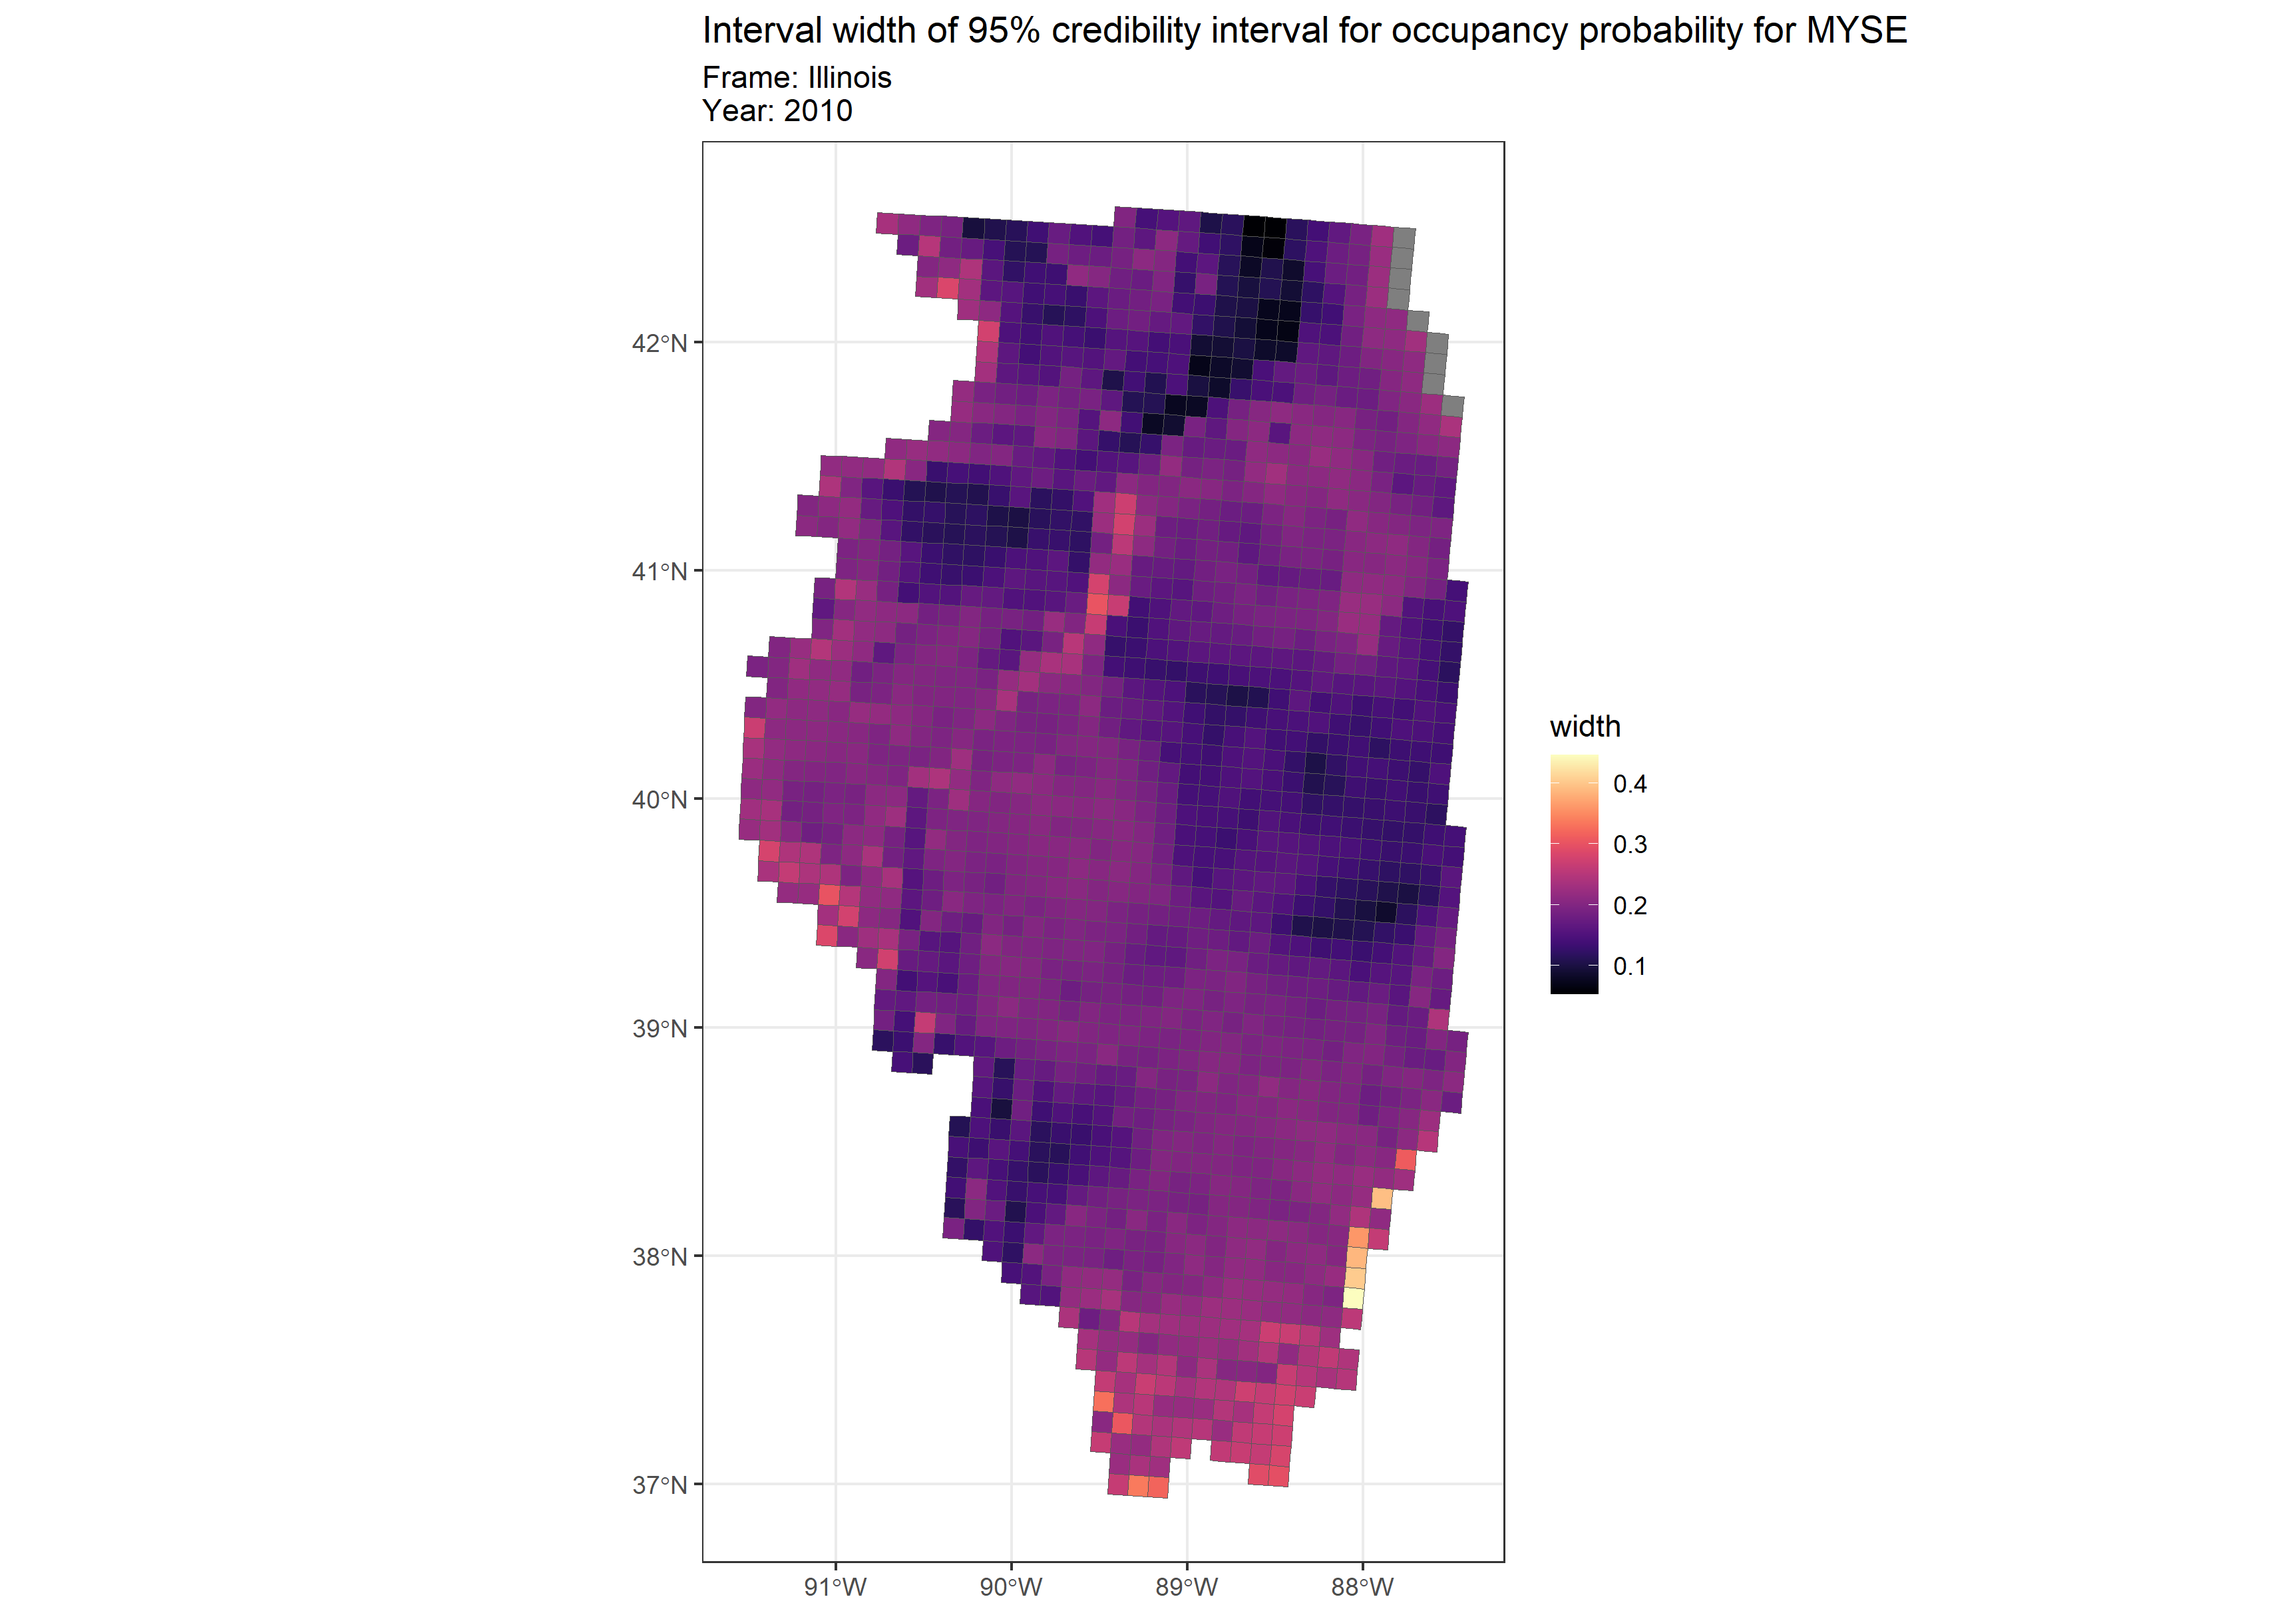 Interval width of 95% credibility interval for occupancy probability for MYSE
Frame: Illinois
Year: 2010
42°N
41°N
40°N
39°N
38°N
37°N
91°W
90°W
89°W
88°W
width
0.4
0.3
0.2
0.1